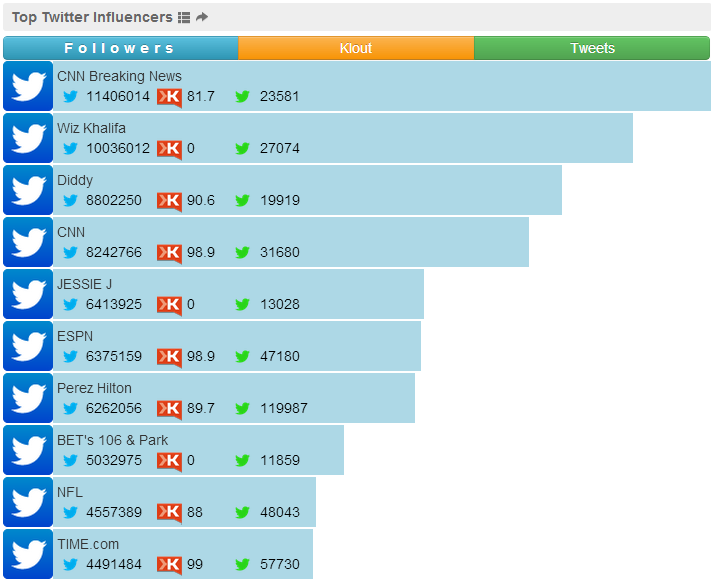 Top Twitter Influencers
Followers Klout Tweets
CNN Breaking News
11406014 K 81.7 23581
Wiz Khalifa
10036012 K 0 27074
Diddy
8802250 K 90.6 19919
CNN
8242766 K 98.9 31680
JESSIE J
6413925 K 0 13028
ESPN
6375159 K 98.9 47180
Perez Hilton
6262056 K 89.7 119987
BET's 106 & Park
5032975 K 0 11859
NFL
4557389 K 88 48043
TIME.com
4491484 K 99 57730